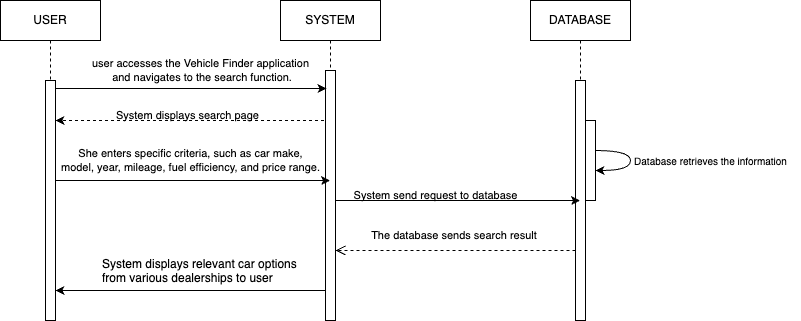 USER
SYSTEM
DATABASE
user accesses the Vehicle Finder application
and navigates to the search function.
System displays search page
She enters specific criteria, such as car make,
model, year, mileage, fuel efficiency, and price range.
Database retrieves the information
System send request to database
The database sends search result
System displays relevant car options
from various dealerships to user